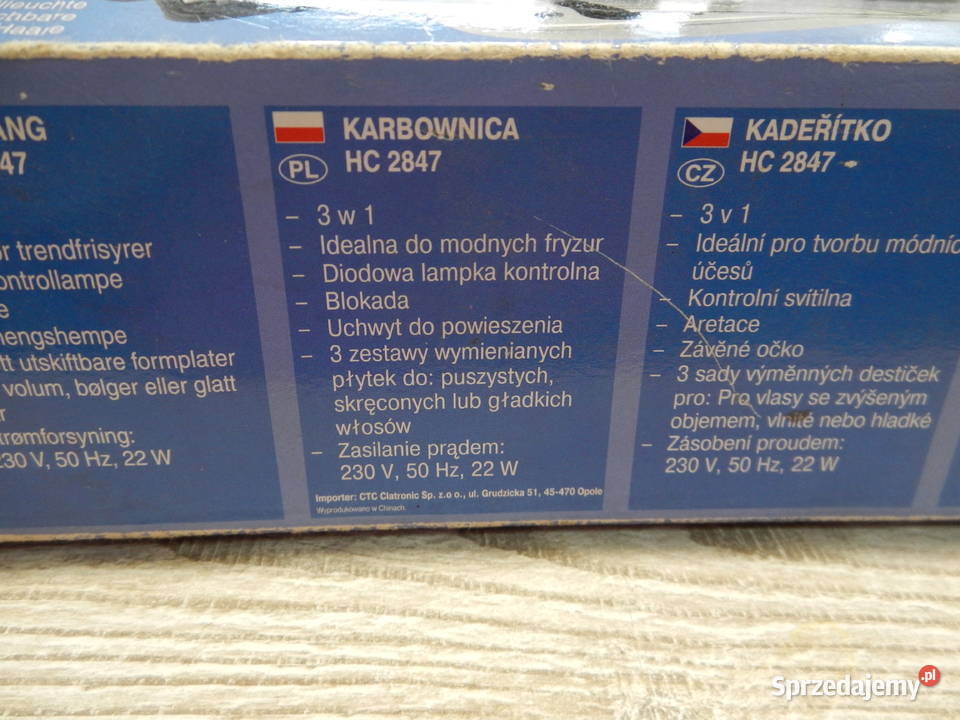 lleuchte
chbare
Haare
ANG
47
r trendfrisyrer
ontrollampe
e
hengshempe
tt utskiftbare formplater
volum, bølger eller glatt
r
trømforsyning:
230 V, 50 Hz, 22 W
KARBOWNICA
PL HC 2847
– 3 w 1
– Idealna do modnych fryzur
– Diodowa lampka kontrolna
– Blokada
– Uchwyt do powieszenia
– 3 zestawy wymienianych
płytek do: puszystych,
skręconych lub gładkich
włosów
– Zasilanie prądem:
230 V, 50 Hz, 22 W
Importer: CTC Clatronic Sp. z o o., ul. Grudzicka 51, 45-470 Opole
Wyprodukowano w Chinach.
KADEŘÍTKO
CZ HC 2847
– 3 v 1
– Ideální pro tvorbu módníc
účesů
– Kontrolní svitilna
– Aretace
– Závěné očko
– 3 sady výměnných destiček
pro: Pro vlasy se zvýšeným
objemem, vlnité nebo hladké
– Zásobení proudem:
230 V, 50 Hz, 22 W
Sprzedajemy.pl